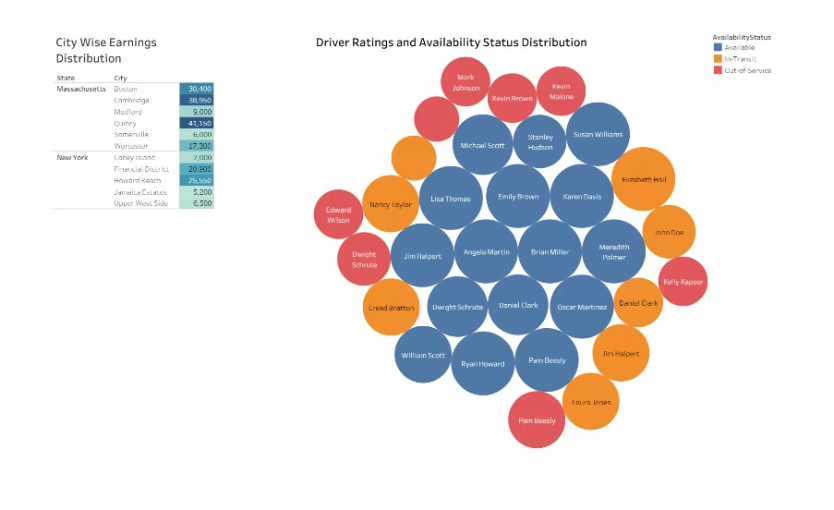 City Wise Earnings
Distribution
State City
Massachusetts Boston 30,400
Cambridge 38,950
Medford 9,000
Quincy 41,150
Somerville 6,000
Worcester 17,300
New York Coney Island 7,000
Financial District 20,900
Howard Beach 25,550
Jamaica Estates 5,200
Upper West Side 6,500
Driver Ratings and Availability Status Distribution
AvailabilityStatus
Available
In-Transit
Out-of-Service
Mark
Johnson
Kevin Brown
Kevin
Malone
Michael Scott
Stanley
Hudson
Susan Williams
Elizabeth Hall
Nancy Taylor
Lisa Thomas
Emily Brown
Karen Davis
Edward
Wilson
John Doe
Dwight
Schrute
Jim Halpert
Angela Martin
Brian Miller
Meredith
Palmer
Kelly Kapoor
Creed Bratton
Dwight Schrute
Daniel Clark
Oscar Martinez
Daniel Clark
William Scott
Ryan Howard
Pam Beesly
Jim Halpert
Laura Jones
Pam Beesly